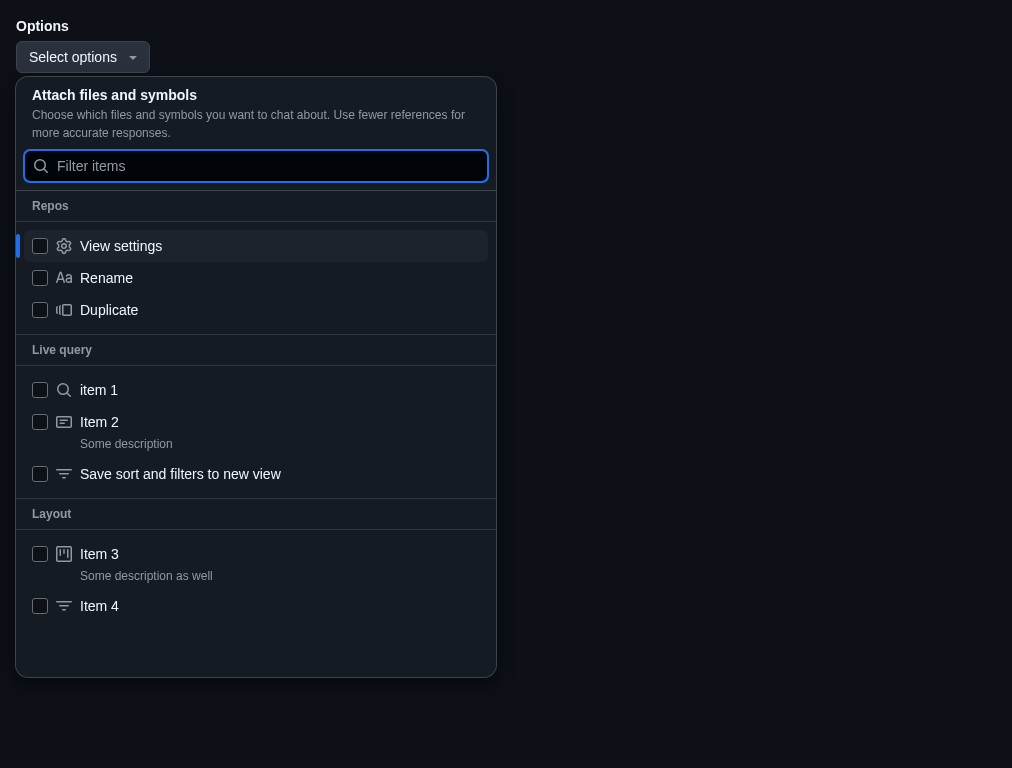 Options
Select options
Attach files and symbols
Choose which files and symbols you want to chat about. Use fewer references for
more accurate responses.
Filter items
Repos
View settings
Rename
Duplicate
Live query
item 1
Item 2
Some description
Save sort and filters to new view
Layout
Item 3
Some description as well
Item 4